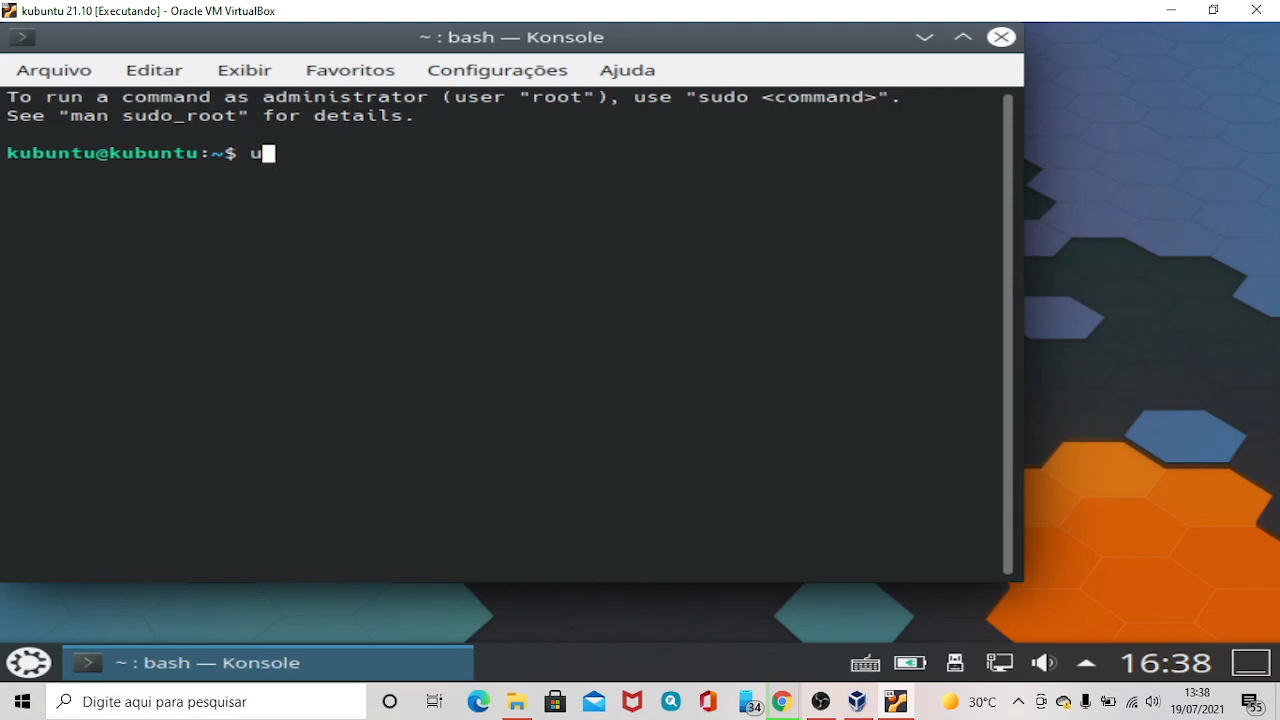 kubuntu 21.10 [Executando] - Oracle VM VirtualBox
~ : bash — Konsole
Arquivo Editar Exibir Favoritos Configurações Ajuda
To run a command as administrator (user "root"), use "sudo <command>".
See "man sudo_root" for details.
kubuntu@kubuntu:~$ u
~ : bash — Konsole
16:38
Digite aqui para pesquisar
34
30°C
13:38
19/07/2021
55